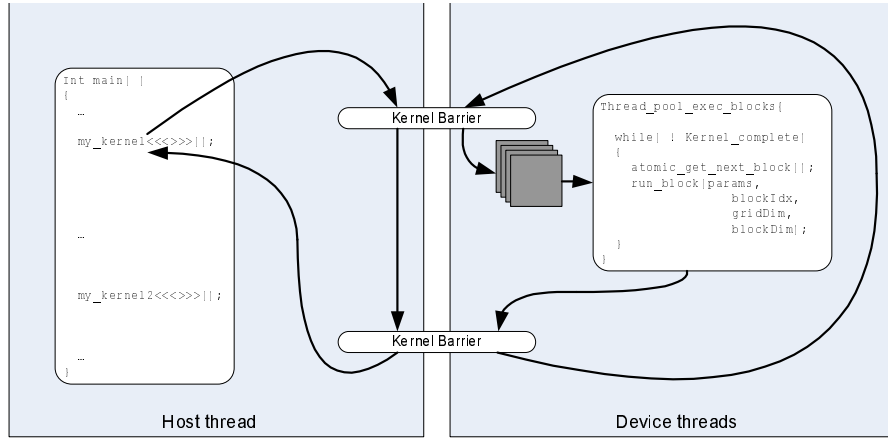 Int main| |
{
…
my_kernel<<<>>>||;
…
my_kernel2<<<>>>||;
…
}
Host thread
Kernel Barrier
Kernel Barrier
Thread_pool_exec_blocks{
while| ! Kernel_complete|
{
atomic_get_next_block||;
run_block|params,
blockIdx,
gridDim,
blockDim|;
}
}
Device threads